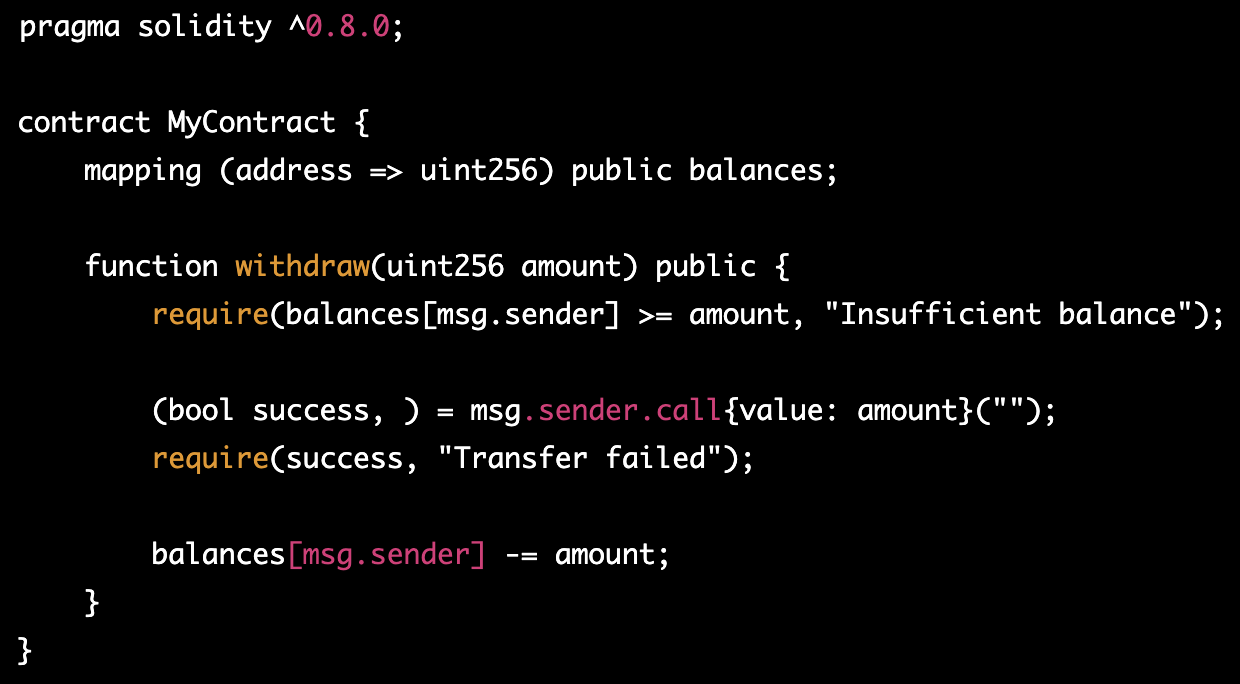 pragma solidity ^0.8.0;
contract MyContract {
mapping (address => uint256) public balances;
function withdraw(uint256 amount) public {
require(balances[msg.sender] >= amount, "Insufficient balance");
(bool success, ) = msg.sender.call{value: amount}("");
require(success, "Transfer failed");
balances[msg.sender] -= amount;
}
}